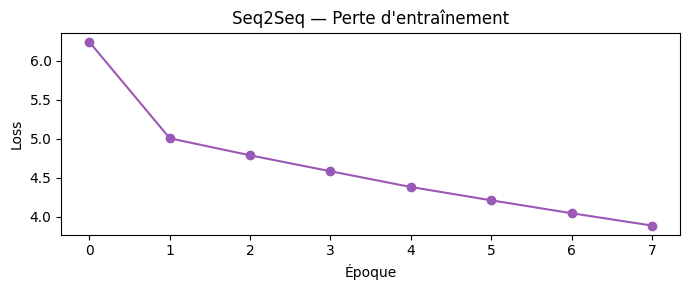 Seq2Seq — Perte d'entraînement
6.0
5.5
5.0
4.5
4.0
Loss
0 1 2 3 4 5 6 7
Époque